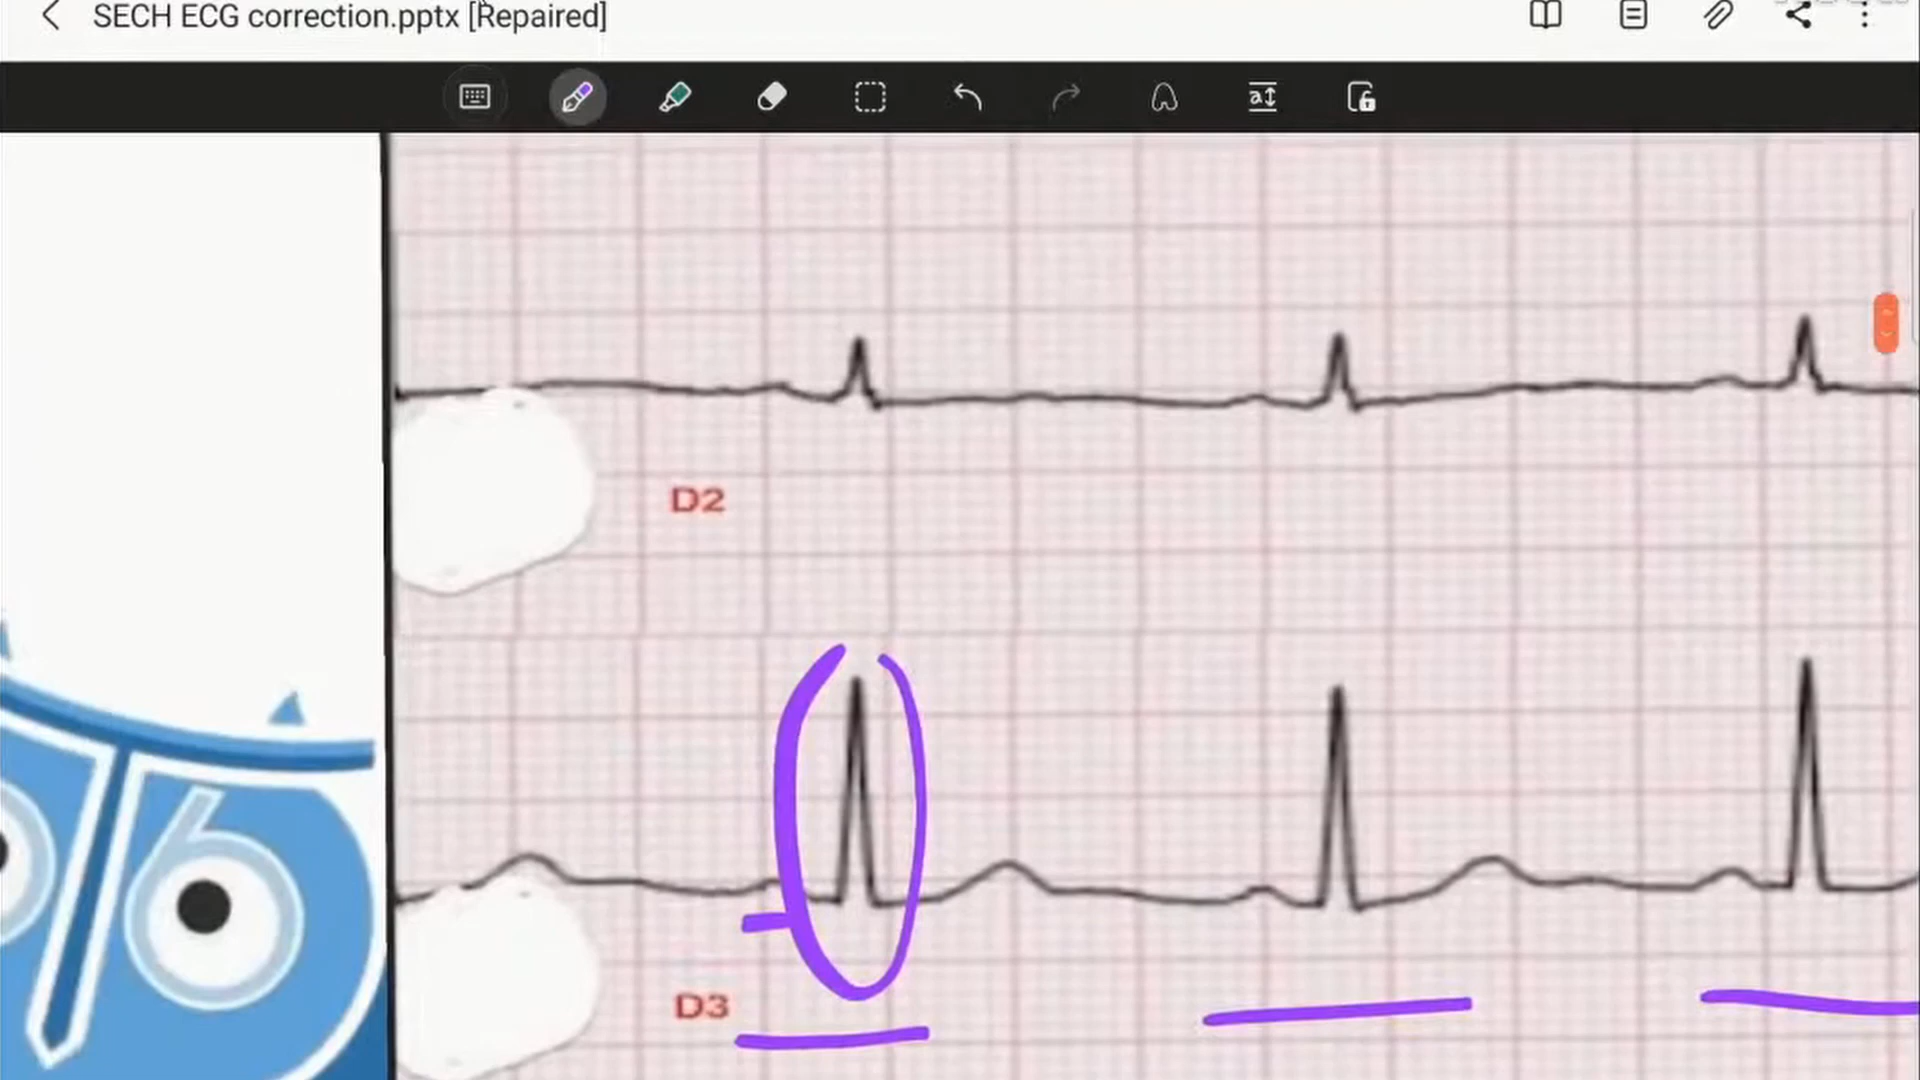 SECH ECG correction.pptx [Repaired]
D2
D3